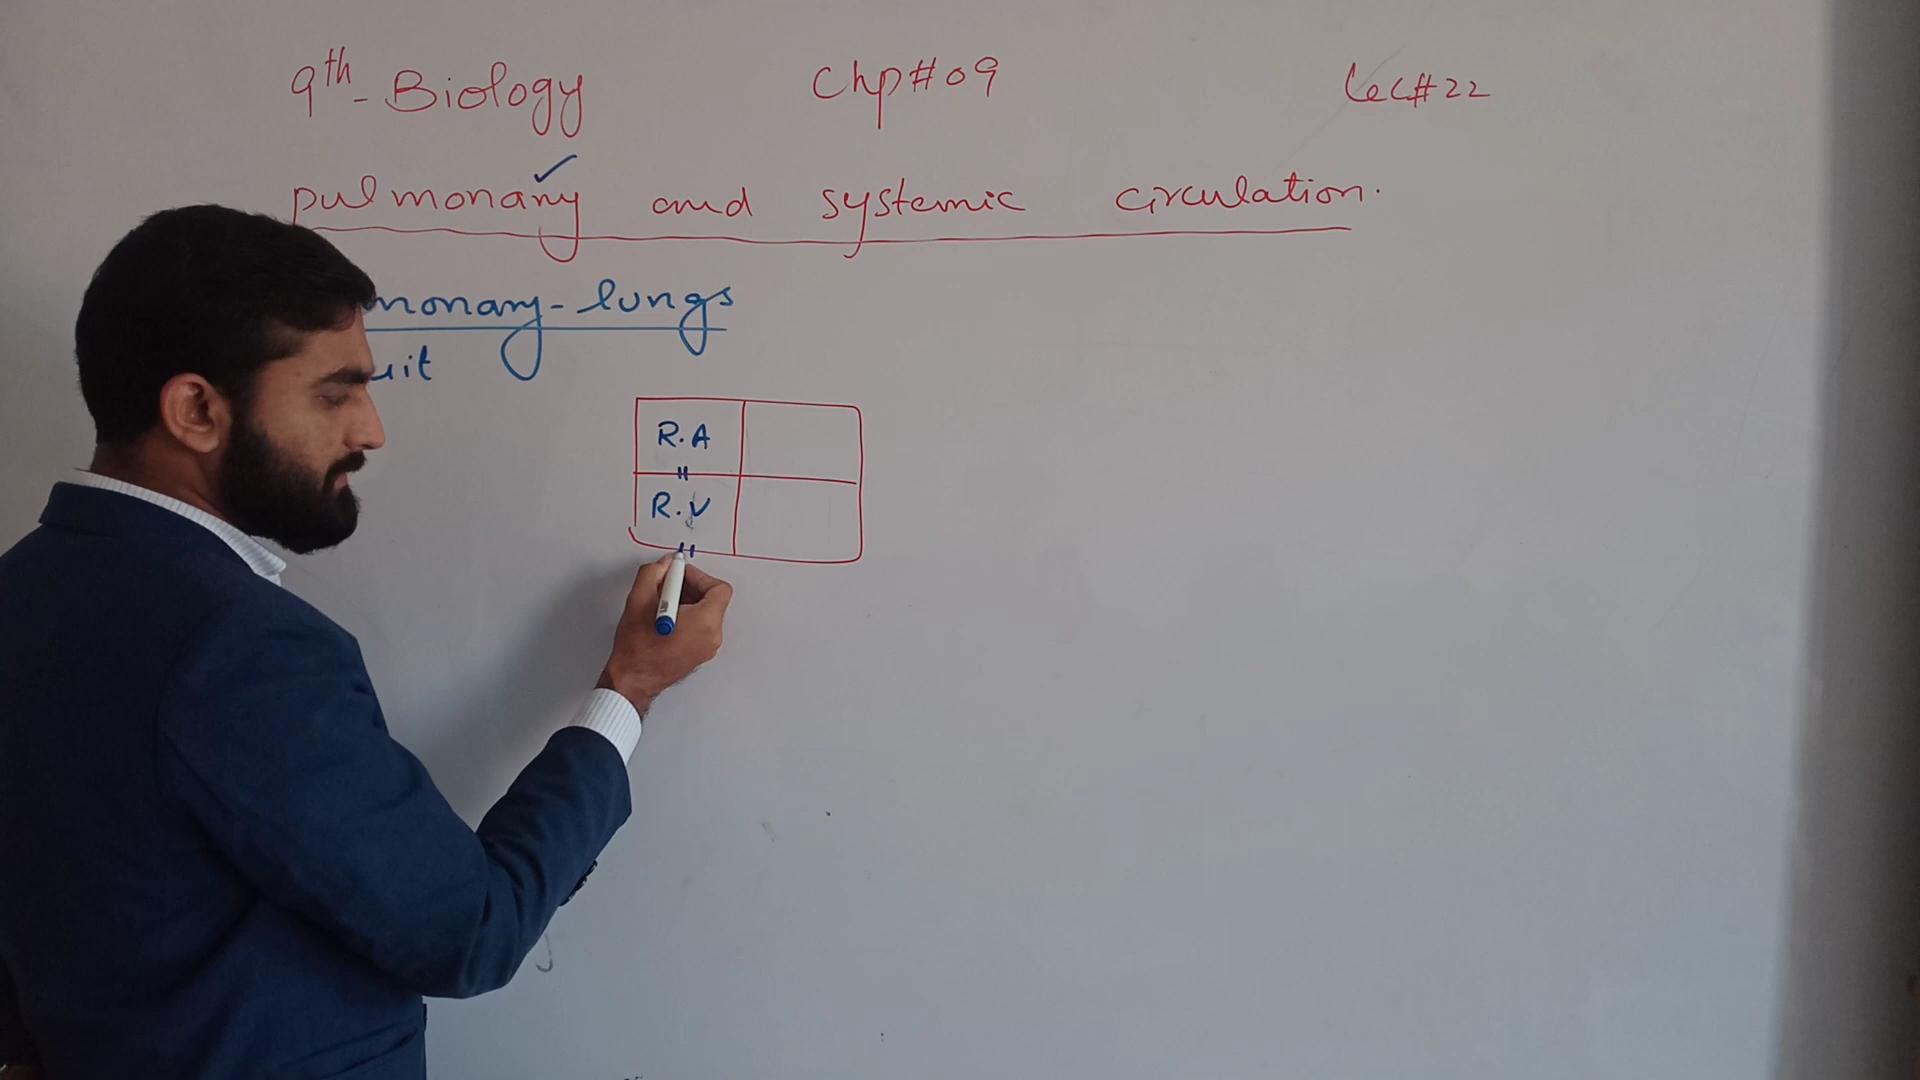 9th - Biology Chp#09 Lec#22
pulmonary and systemic circulation.
monary - lungs
uit
R.A
R.V